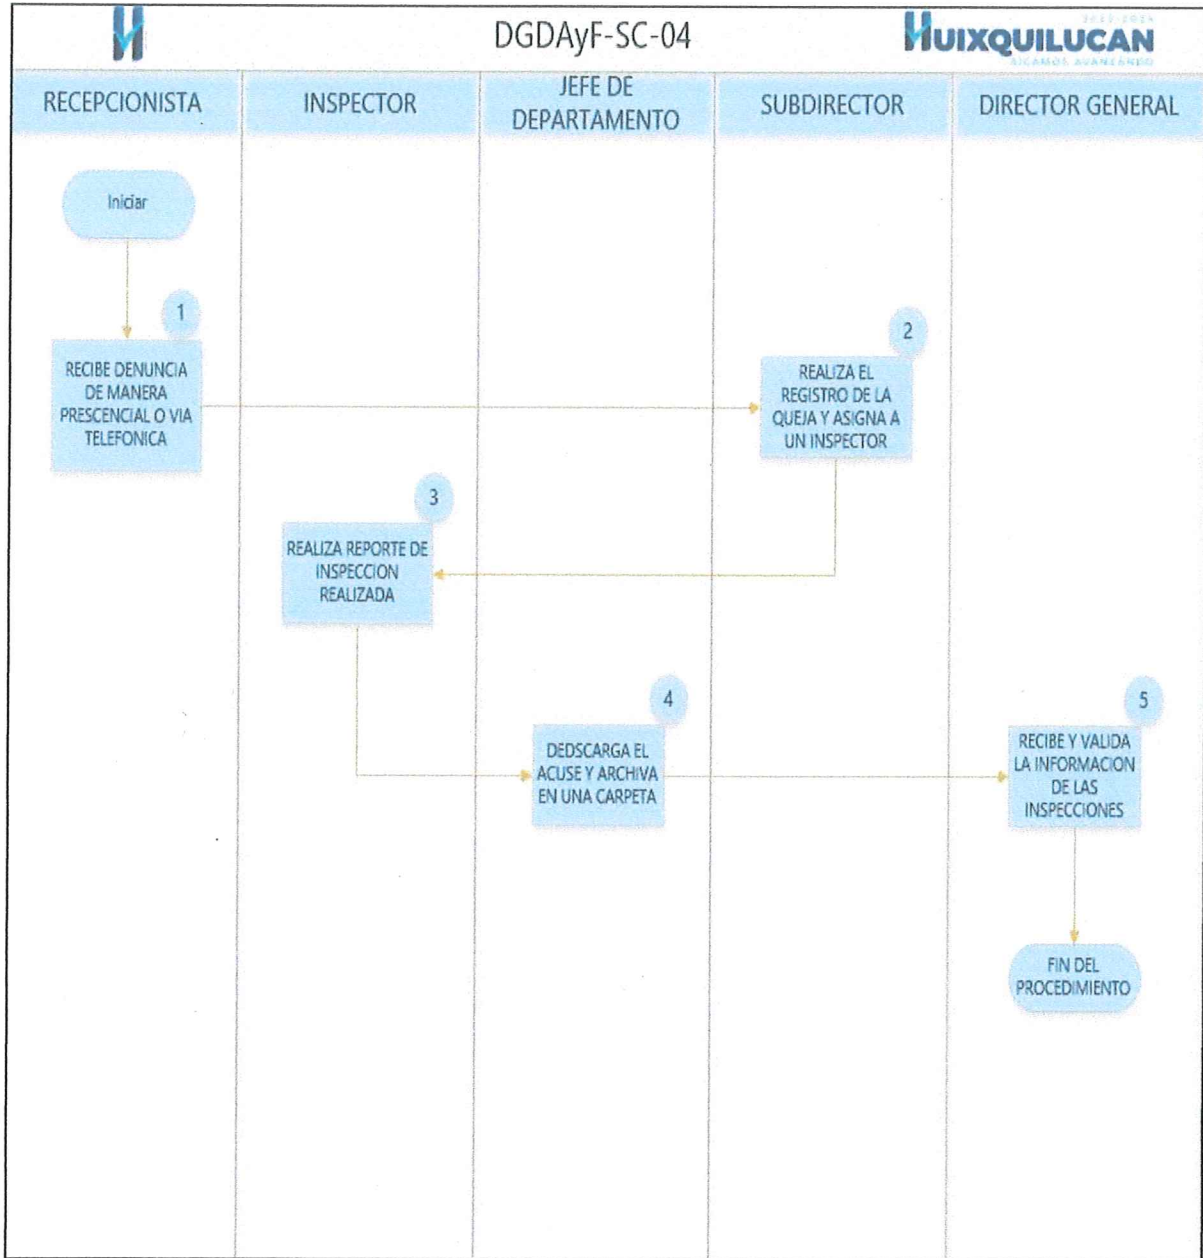 DGDAyF-SC-04
HUIXQUILUCAN
SIGAMOS AVANZANDO
RECEPCIONISTA
INSPECTOR
JEFE DE
DEPARTAMENTO
SUBDIRECTOR
DIRECTOR GENERAL
Iniciar
1
RECIBE DENUNCIA
DE MANERA
PRESCENCIAL O VIA
TELEFONICA
2
REALIZA EL
REGISTRO DE LA
QUEJA Y ASIGNA A
UN INSPECTOR
3
REALIZA REPORTE DE
INSPECCION
REALIZADA
4
DEDSCARGA EL
ACUSE Y ARCHIVA
EN UNA CARPETA
5
RECIBE Y VALIDA
LA INFORMACION
DE LAS
INSPECCIONES
FIN DEL
PROCEDIMIENTO